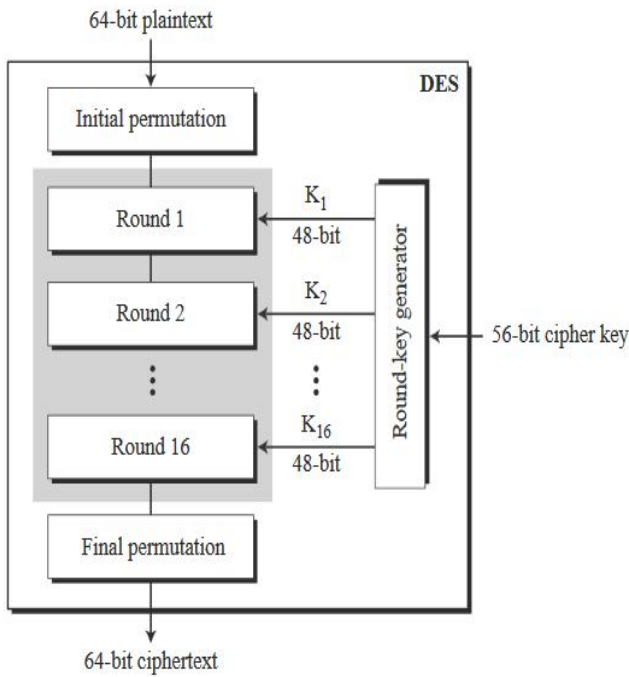 64-bit plaintext
DES
Initial permutation
K1
Round 1
48-bit
K2
Round 2
48-bit
Round-key generator
56-bit cipher key
K16
Round 16
48-bit
Final permutation
64-bit ciphertext